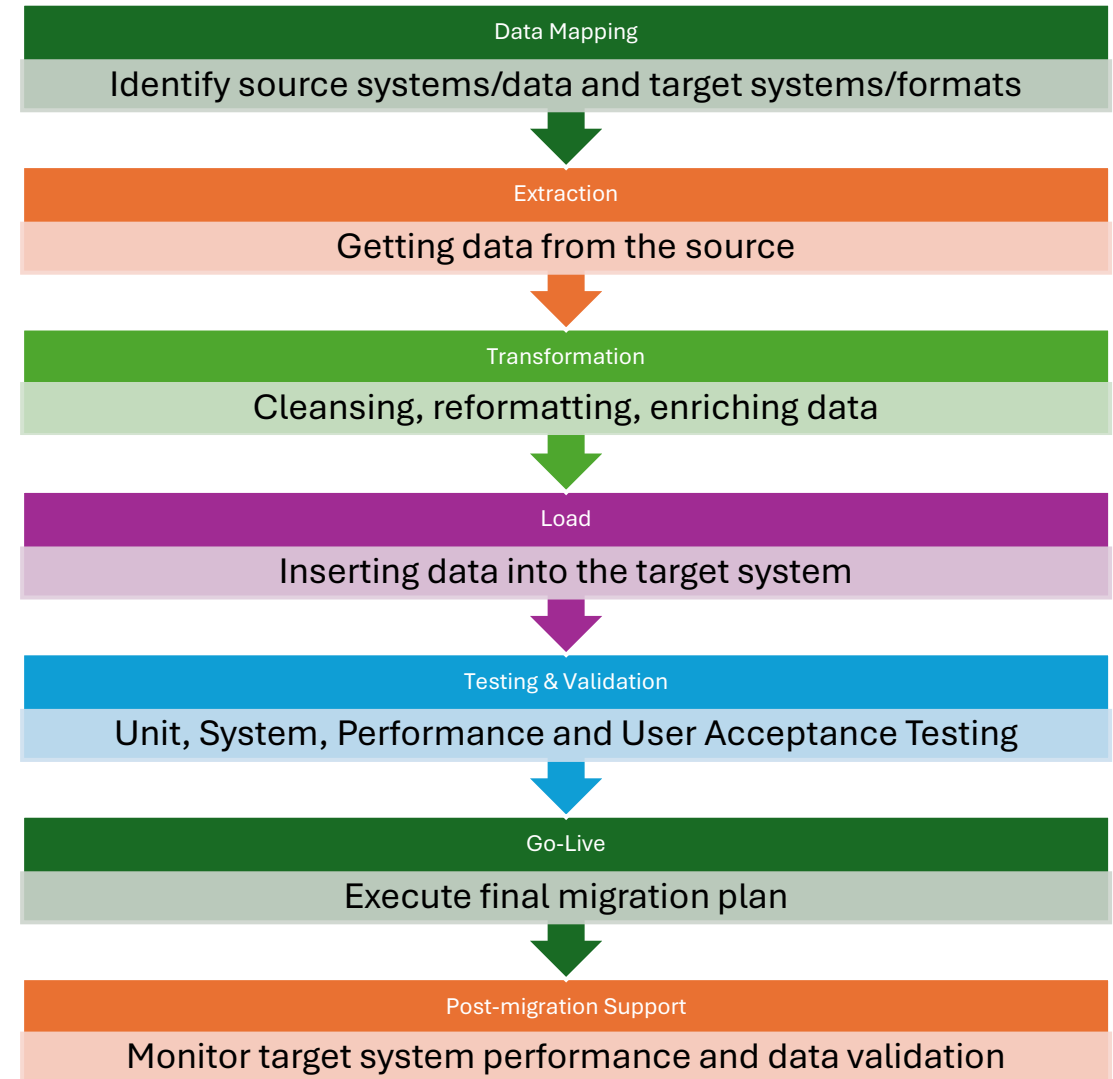 Data Mapping
Identify source systems/data and target systems/formats
Extraction
Getting data from the source
Transformation
Cleansing, reformatting, enriching data
Load
Inserting data into the target system
Testing & Validation
Unit, System, Performance and User Acceptance Testing
Go-Live
Execute final migration plan
Post-migration Support
Monitor target system performance and data validation